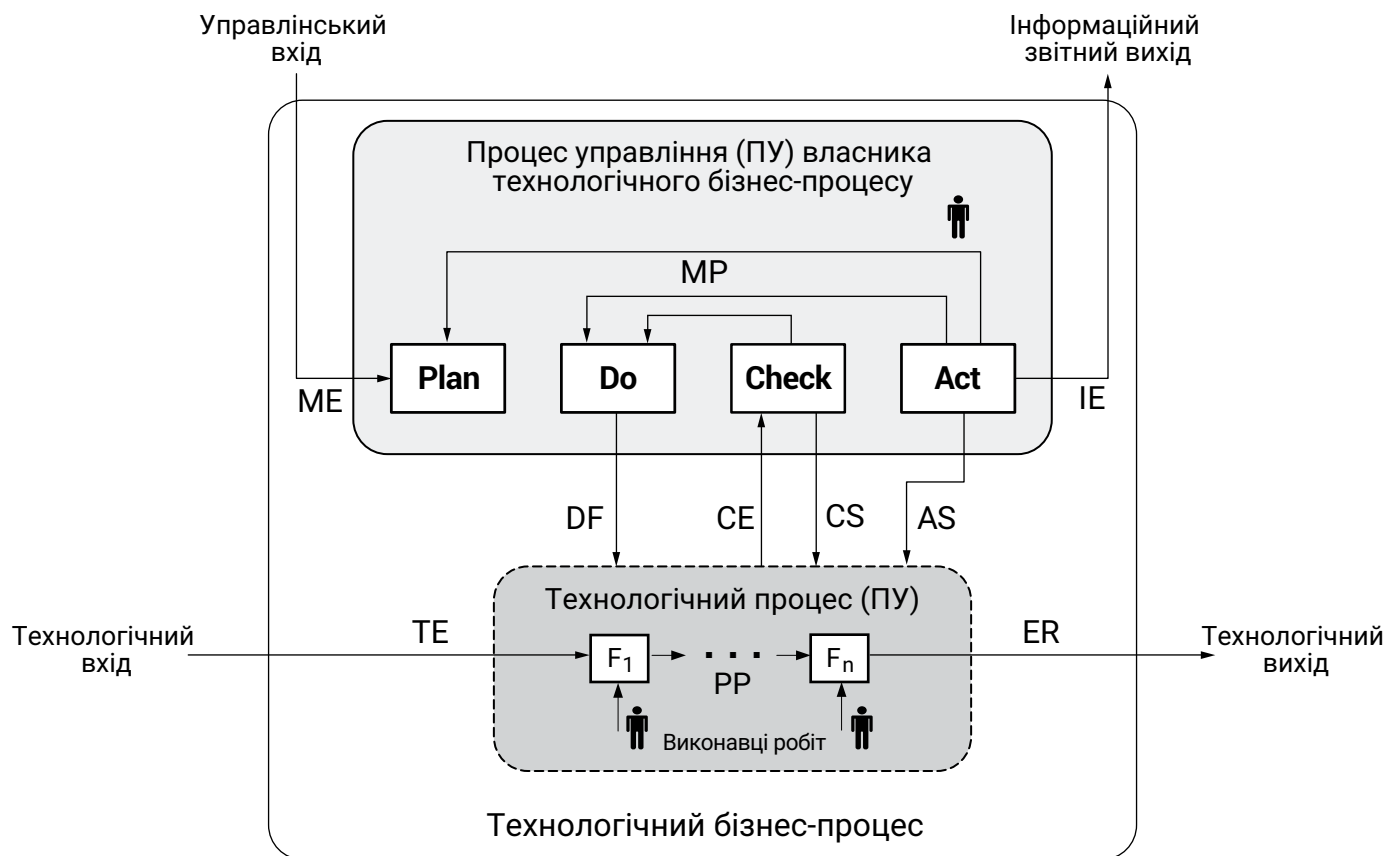 Управлінський
вхід
Інформаційний
звітний вихід
Процес управління (ПУ) власника
технологічного бізнес-процесу
MP
Plan
Do
Check
Act
ME
IE
DF
CE
CS
AS
Технологічний процес (ПУ)
Технологічний
вхід
TE
F1
. . .
Fn
ER
Технологічний
вихід
PP
Виконавці робіт
Технологічний бізнес-процес